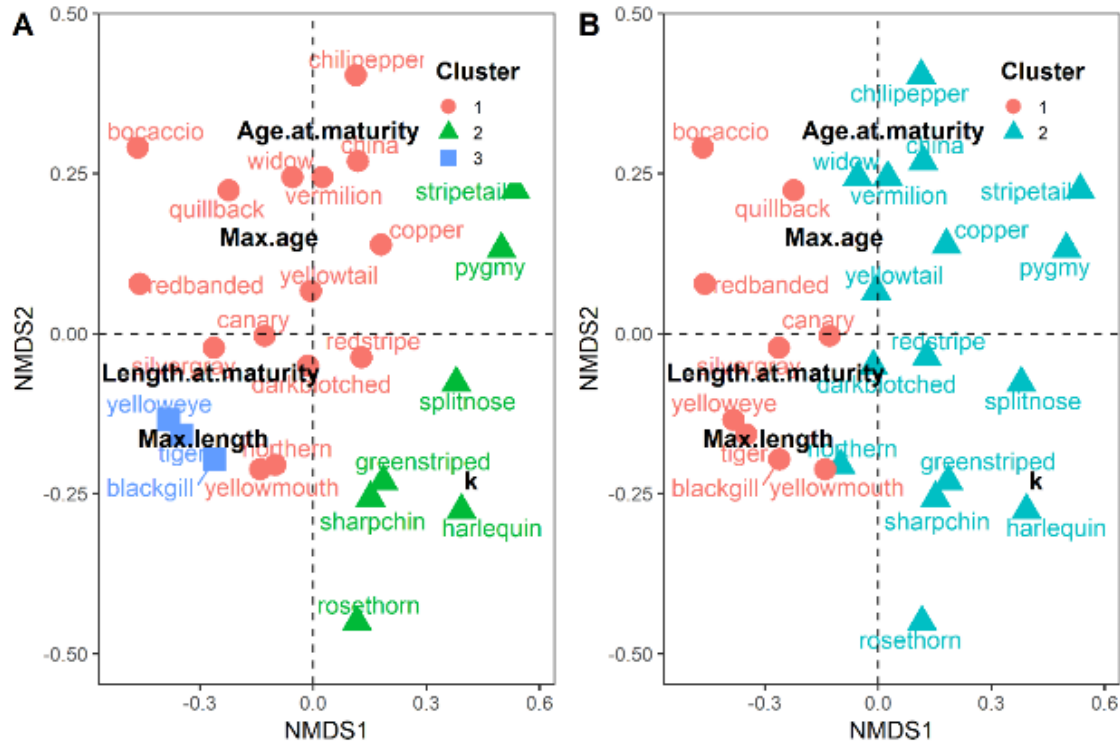 A
0.50
0.25
0.00
-0.25
-0.50
NMDS2
-0.3
0.0
0.3
0.6
NMDS1
Cluster
1
2
3
chilipepper
bocaccio
Age.at.maturity
china
widow
vermilion
stripetail
quillback
Max.age
copper
pygmy
yellowtail
redbanded
canary
redstripe
silvergray
Length.at.maturity
darkblotched
yelloweye
splitnose
Max.length
northern
tiger
greenstriped
blackgill
yellowmouth
k
sharpchin
harlequin
rosethorn
B
0.50
0.25
0.00
-0.25
-0.50
NMDS2
-0.3
0.0
0.3
0.6
NMDS1
Cluster
1
2
chilipepper
bocaccio
Age.at.maturity
china
widow
vermilion
stripetail
quillback
Max.age
copper
pygmy
yellowtail
redbanded
canary
redstripe
silvergray
Length.at.maturity
darkblotched
yelloweye
splitnose
Max.length
northern
tiger
greenstriped
blackgill
yellowmouth
k
sharpchin
harlequin
rosethorn